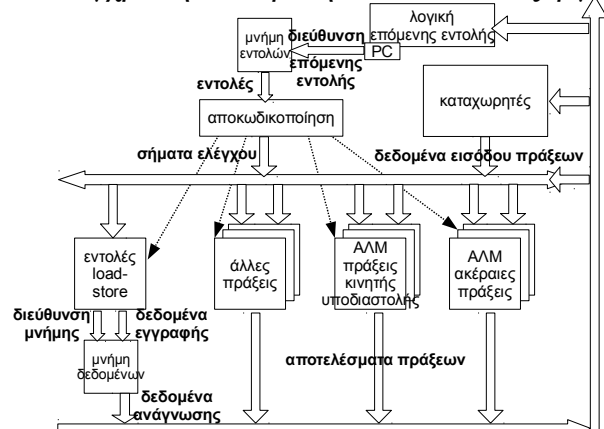 λογική
επόμενης εντολής
PC
μνήμη
εντολών
διεύθυνση
επόμενης
εντολής
εντολές
αποκωδικοποίηση
καταχωρητές
σήματα ελέγχου
δεδομένα εισόδου πράξεων
εντολές
load-
store
άλλες
πράξεις
ΑΛΜ
πράξεις
κινητής
υποδιαστολής
ΑΛΜ
ακέραιες
πράξεις
διεύθυνση
μνήμης
δεδομένα
εγγραφής
μνήμη
δεδομένων
αποτελέσματα πράξεων
δεδομένα
ανάγνωσης